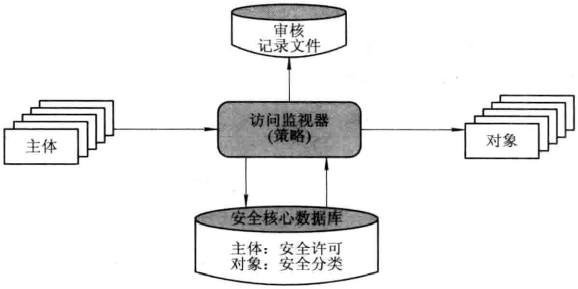 审核
记录文件
主体
访问监视器
(策略)
对象
安全核心数据库
主体：安全许可
对象：安全分类